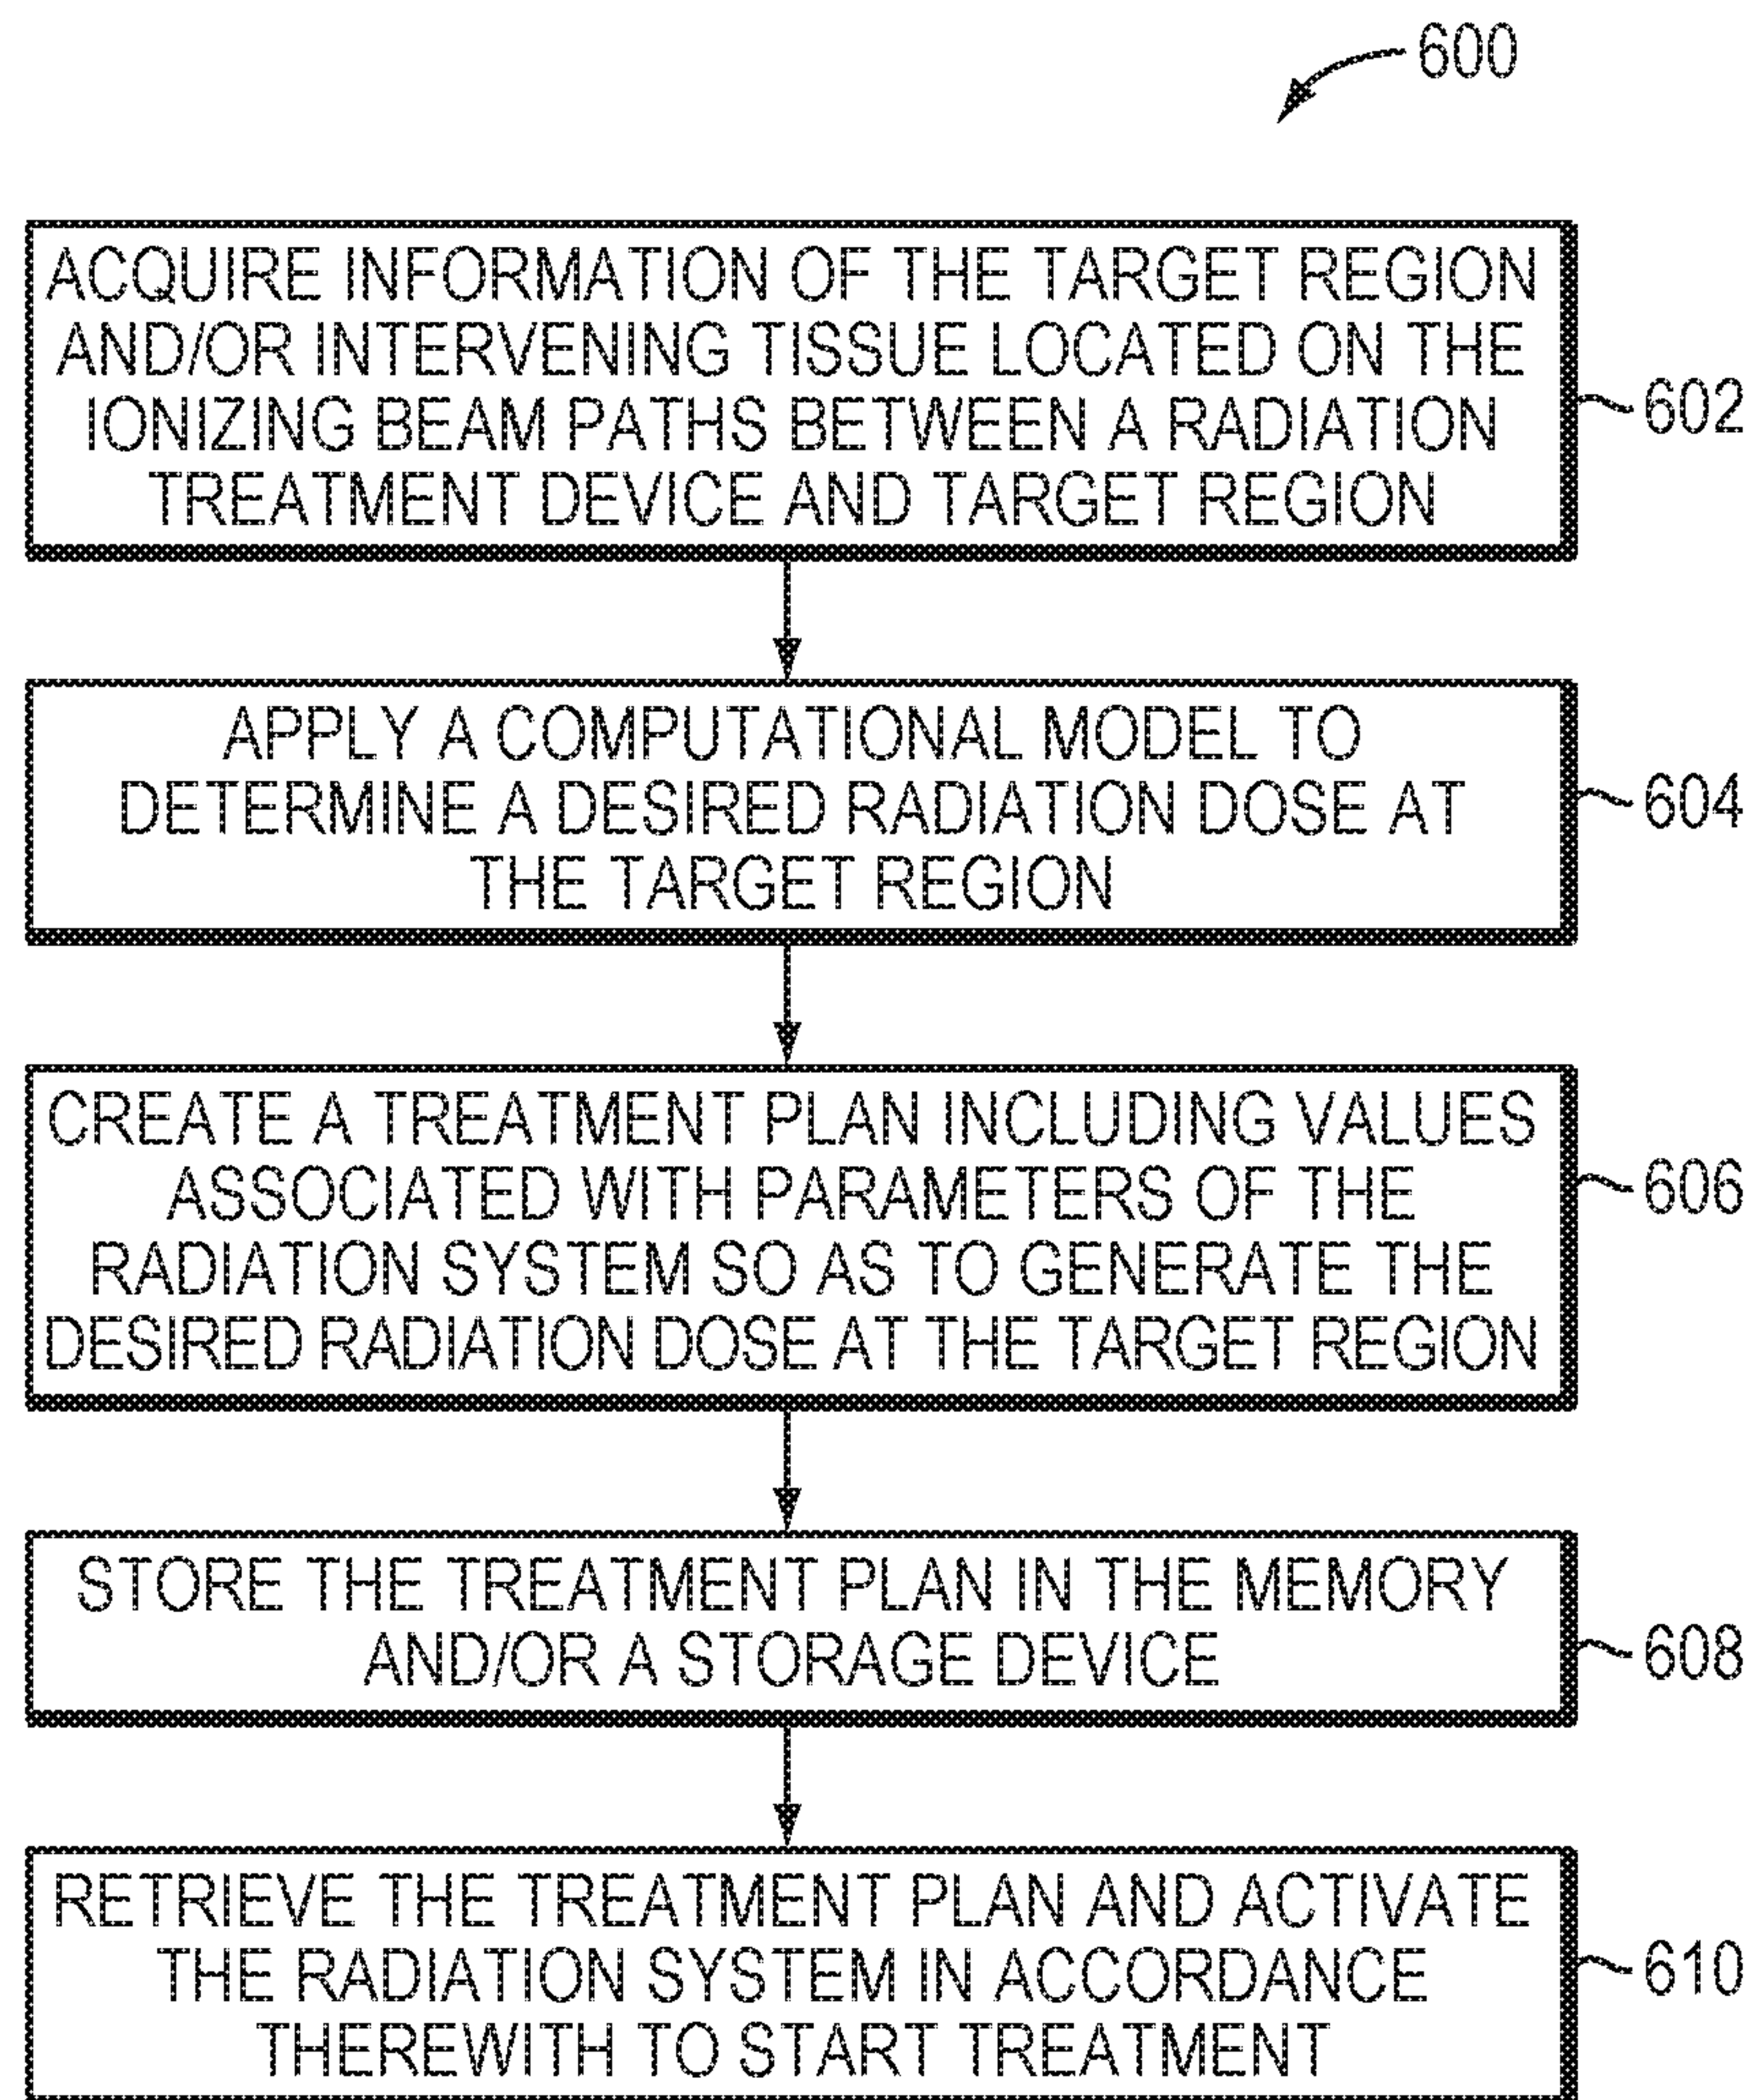 600
ACQUIRE INFORMATION OF THE TARGET REGION
AND/OR INTERVENING TISSUE LOCATED ON THE
IONIZING BEAM PATHS BETWEEN A RADIATION
TREATMENT DEVICE AND TARGET REGION
602
APPLY A COMPUTATIONAL MODEL TO
DETERMINE A DESIRED RADIATION DOSE AT
THE TARGET REGION
604
CREATE A TREATMENT PLAN INCLUDING VALUES
ASSOCIATED WITH PARAMETERS OF THE
RADIATION SYSTEM SO AS TO GENERATE THE
DESIRED RADIATION DOSE AT THE TARGET REGION
606
STORE THE TREATMENT PLAN IN THE MEMORY
AND/OR A STORAGE DEVICE
608
RETRIEVE THE TREATMENT PLAN AND ACTIVATE
THE RADIATION SYSTEM IN ACCORDANCE
THEREWITH TO START TREATMENT
610